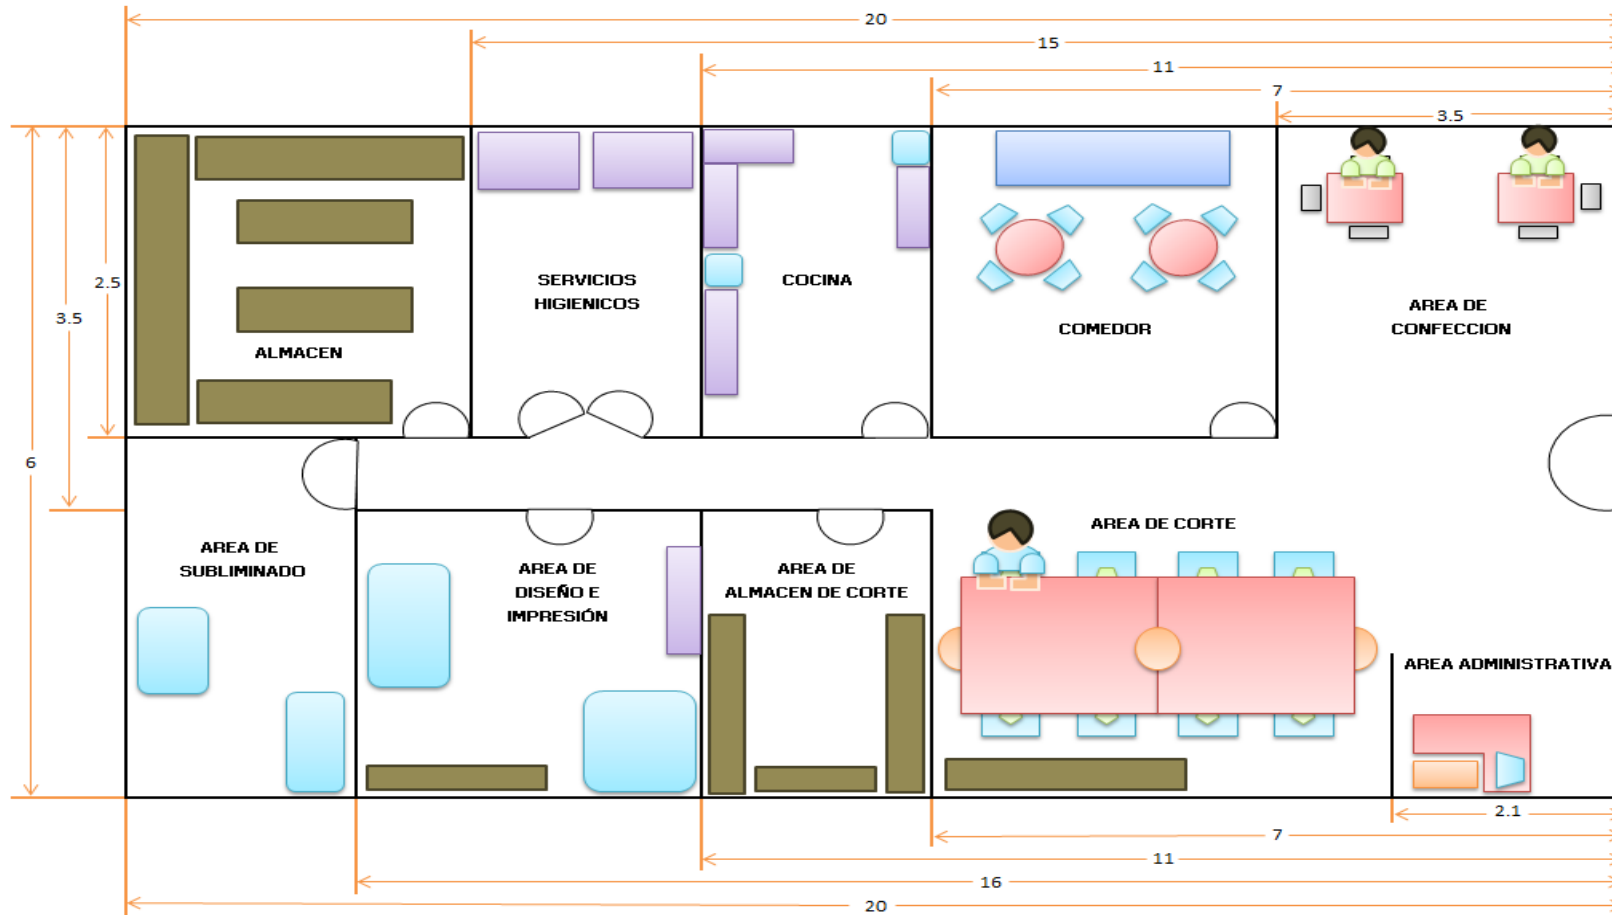 20
15
11
7
3.5
2.5
3.5
6
SERVICIOS
HIGIENICOS
COCINA
COMEDOR
AREA DE
CONFECCION
ALMACEN
AREA DE
SUBLIMADO
AREA DE
DISEÑO E
IMPRESIÓN
AREA DE
ALMACEN DE CORTE
AREA DE CORTE
AREA ADMINISTRATIVA
2.1
7
11
16
20